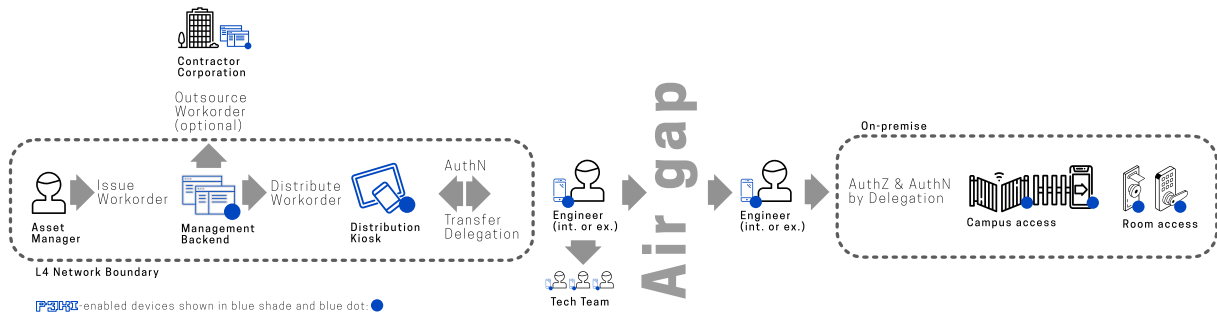 Contractor
Corporation
Outsource
Workorder
(optional)
Issue
Workorder
Distribute
Workorder
AuthN
Transfer
Delegation
Asset
Manager
Management
Backend
Distribution
Kiosk
L4 Network Boundary
Engineer
(int. or ex.)
Tech Team
Air gap
Engineer
(int. or ex.)
On-premise
AuthZ & AuthN
by Delegation
Campus access
Room access
P3KI-enabled devices shown in blue shade and blue dot: